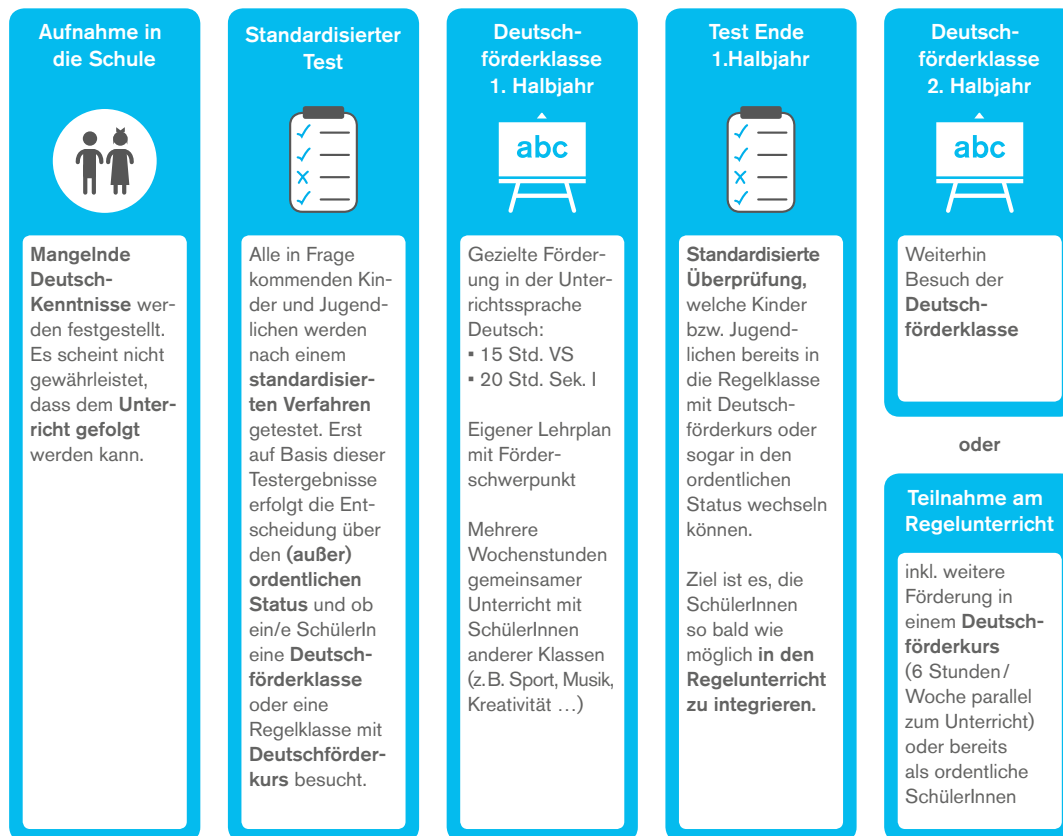 Aufnahme in
die Schule
Mangelnde
Deutsch-
Kenntnisse wer-
den festgestellt.
Es scheint nicht
gewährleistet,
dass dem Unter-
richt gefolgt
werden kann.
Standardisierter
Test
Alle in Frage
kommenden Kin-
der und Jugend-
lichen werden
nach einem
standardisier-
ten Verfahren
getestet. Erst
auf Basis dieser
Testergebnisse
erfolgt die Ent-
scheidung über
den (außer)
ordentlichen
Status und ob
ein/e SchülerIn
eine Deutsch-
förderklasse
oder eine
Regelklasse mit
Deutschförder-
kurs besucht.
Deutsch-
förderklasse
1. Halbjahr
abc
Gezielte Förder-
ung in der Unter-
richtssprache
Deutsch:
▪ 15 Std. VS
▪ 20 Std. Sek. I
Eigener Lehrplan
mit Förder-
schwerpunkt
Mehrere
Wochenstunden
gemeinsamer
Unterricht mit
SchülerInnen
anderer Klassen
(z.B. Sport, Musik,
Kreativität …)
Test Ende
1.Halbjahr
Standardisierte
Überprüfung,
welche Kinder
bzw. Jugend-
lichen bereits in
die Regelklasse
mit Deutsch-
förderkurs oder
sogar in den
ordentlichen
Status wechseln
können.
Ziel ist es, die
SchülerInnen
so bald wie
möglich in den
Regelunterricht
zu integrieren.
Deutsch-
förderklasse
2. Halbjahr
abc
Weiterhin
Besuch der
Deutsch-
förderklasse
oder
Teilnahme am
Regelunterricht
inkl. weitere
Förderung in
einem Deutsch-
förderkurs
(6 Stunden/
Woche parallel
zum Unterricht)
oder bereits
als ordentliche
SchülerInnen